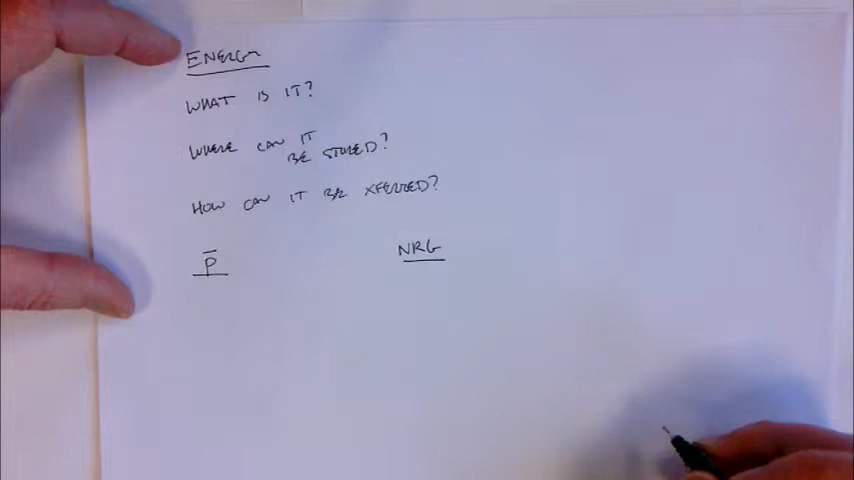 ENERGY
WHAT IS IT?
WHERE CAN IT
BE STORED?
HOW CAN IT BE XFERRED?
P̅ NRG